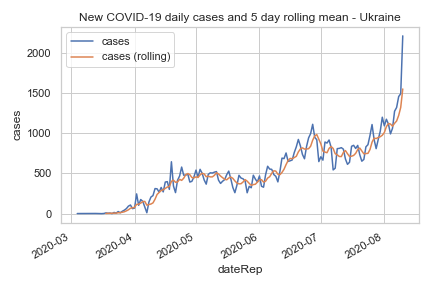 New COVID-19 daily cases and 5 day rolling mean - Ukraine
cases
cases (rolling)
2000
1500
1000
500
0
cases
2020-03
2020-04
2020-05
2020-06
2020-07
2020-08
dateRep